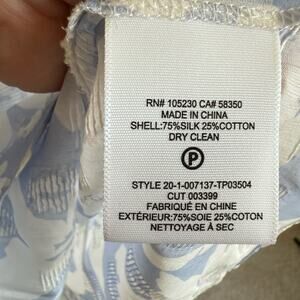 RN# 105230 CA# 58350
MADE IN CHINA
SHELL:75%SILK 25%COTTON
DRY CLEAN
P
STYLE 20-1-007137-TP03504
CUT 003399
FABRIQUÉ EN CHINE
EXTÉRIEUR:75%SOIE 25%COTON
NETTOYAGE À SEC